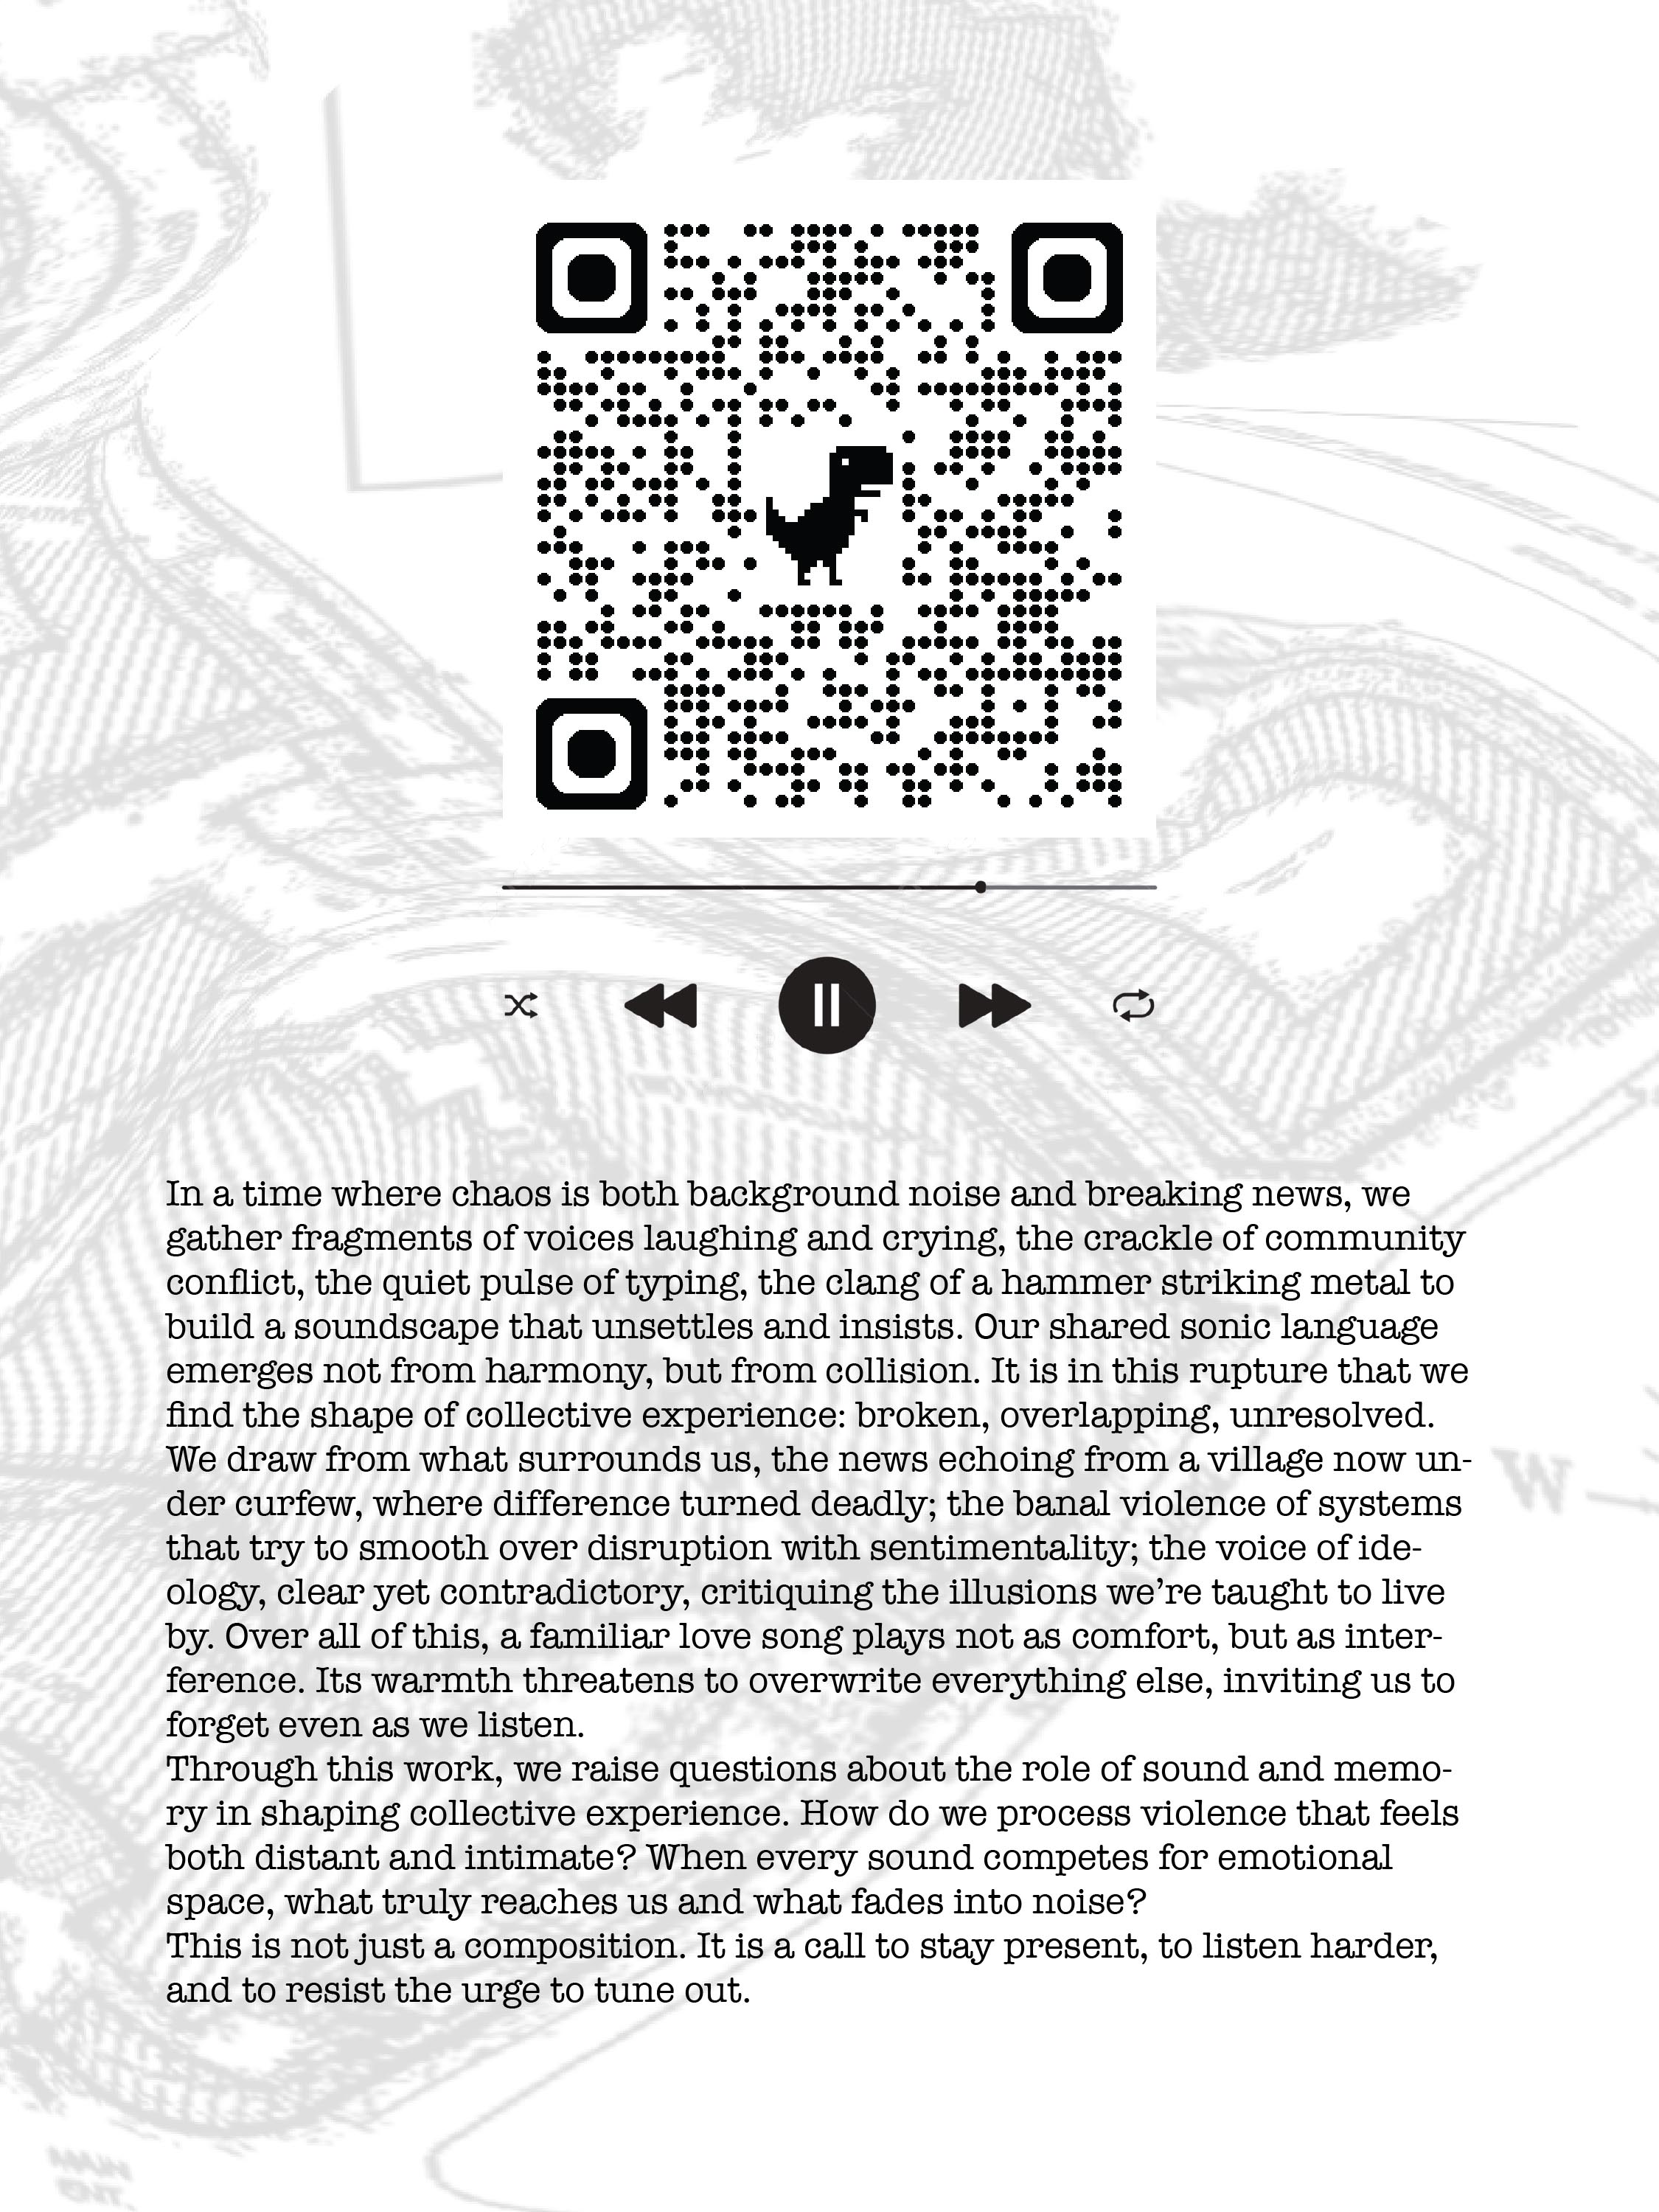 In a time where chaos is both background noise and breaking news, we
gather fragments of voices laughing and crying, the crackle of community
conflict, the quiet pulse of typing, the clang of a hammer striking metal to
build a soundscape that unsettles and insists. Our shared sonic language
emerges not from harmony, but from collision. It is in this rupture that we
find the shape of collective experience: broken, overlapping, unresolved.
We draw from what surrounds us, the news echoing from a village now un-
der curfew, where difference turned deadly; the banal violence of systems
that try to smooth over disruption with sentimentality; the voice of ide-
ology, clear yet contradictory, critiquing the illusions we’re taught to live
by. Over all of this, a familiar love song plays not as comfort, but as inter-
ference. Its warmth threatens to overwrite everything else, inviting us to
forget even as we listen.
Through this work, we raise questions about the role of sound and memo-
ry in shaping collective experience. How do we process violence that feels
both distant and intimate? When every sound competes for emotional
space, what truly reaches us and what fades into noise?
This is not just a composition. It is a call to stay present, to listen harder,
and to resist the urge to tune out.
W